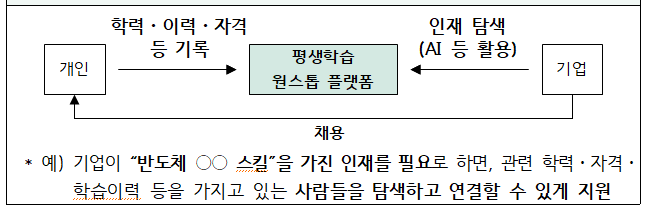 학력·이력·자격
등 기록
인재 탐색
(AI 등 활용)
개인
평생학습
원스톱 플랫폼
기업
채용
* 예) 기업이 “반도체 ○○ 스킬”을 가진 인재를 필요로 하면, 관련 학력·자격·
학습이력 등을 가지고 있는 사람들을 탐색하고 연결할 수 있게 지원